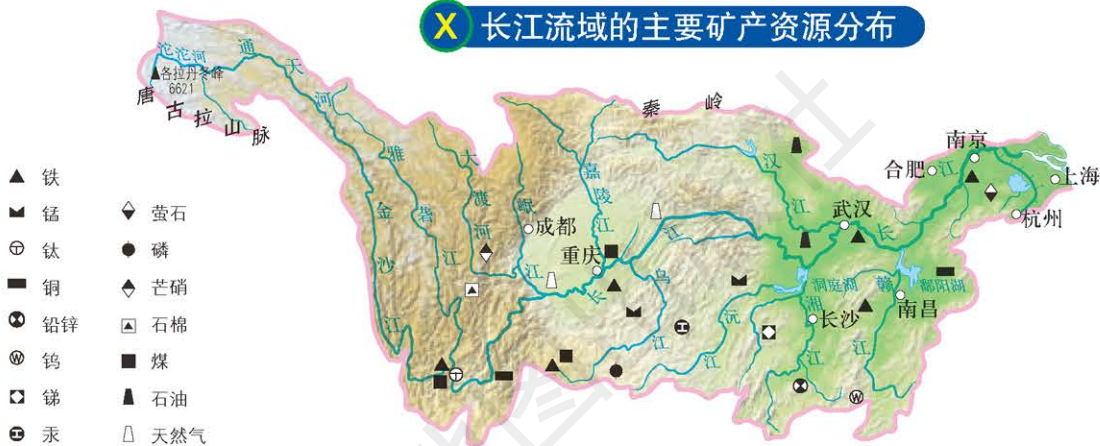 X 长江流域的主要矿产资源分布
沱沱河
通天河
各拉丹冬峰
6621
唐古拉山脉
秦岭
雅砻江
大渡河
岷江
嘉陵江
汉江
金沙江
成都
重庆
长江
乌江
武汉
合肥
南京
上海
杭州
洞庭湖
鄱阳湖
赣江
南昌
长沙
湘江
沅江
铁
锰
萤石
钛
磷
铜
芒硝
铅锌
石棉
钨
煤
锑
石油
汞
天然气